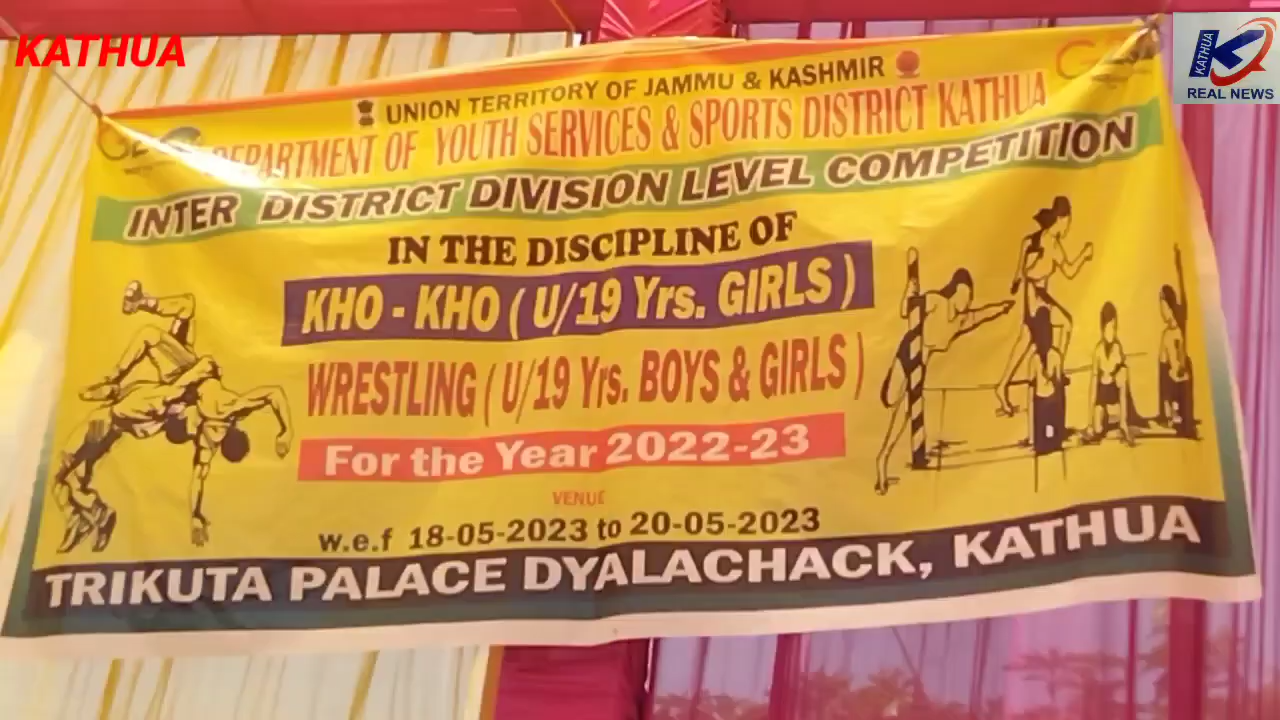 KATHUA
KATHUA
REAL NEWS
UNION TERRITORY OF JAMMU & KASHMIR
DEPARTMENT OF YOUTH SERVICES & SPORTS DISTRICT KATHUA
INTER DISTRICT DIVISION LEVEL COMPETITION
IN THE DISCIPLINE OF
KHO - KHO ( U/19 Yrs. GIRLS )
WRESTLING ( U/19 Yrs. BOYS & GIRLS )
For the Year 2022-23
VENUE
w.e.f 18-05-2023 to 20-05-2023
TRIKUTA PALACE DYALACHACK, KATHUA